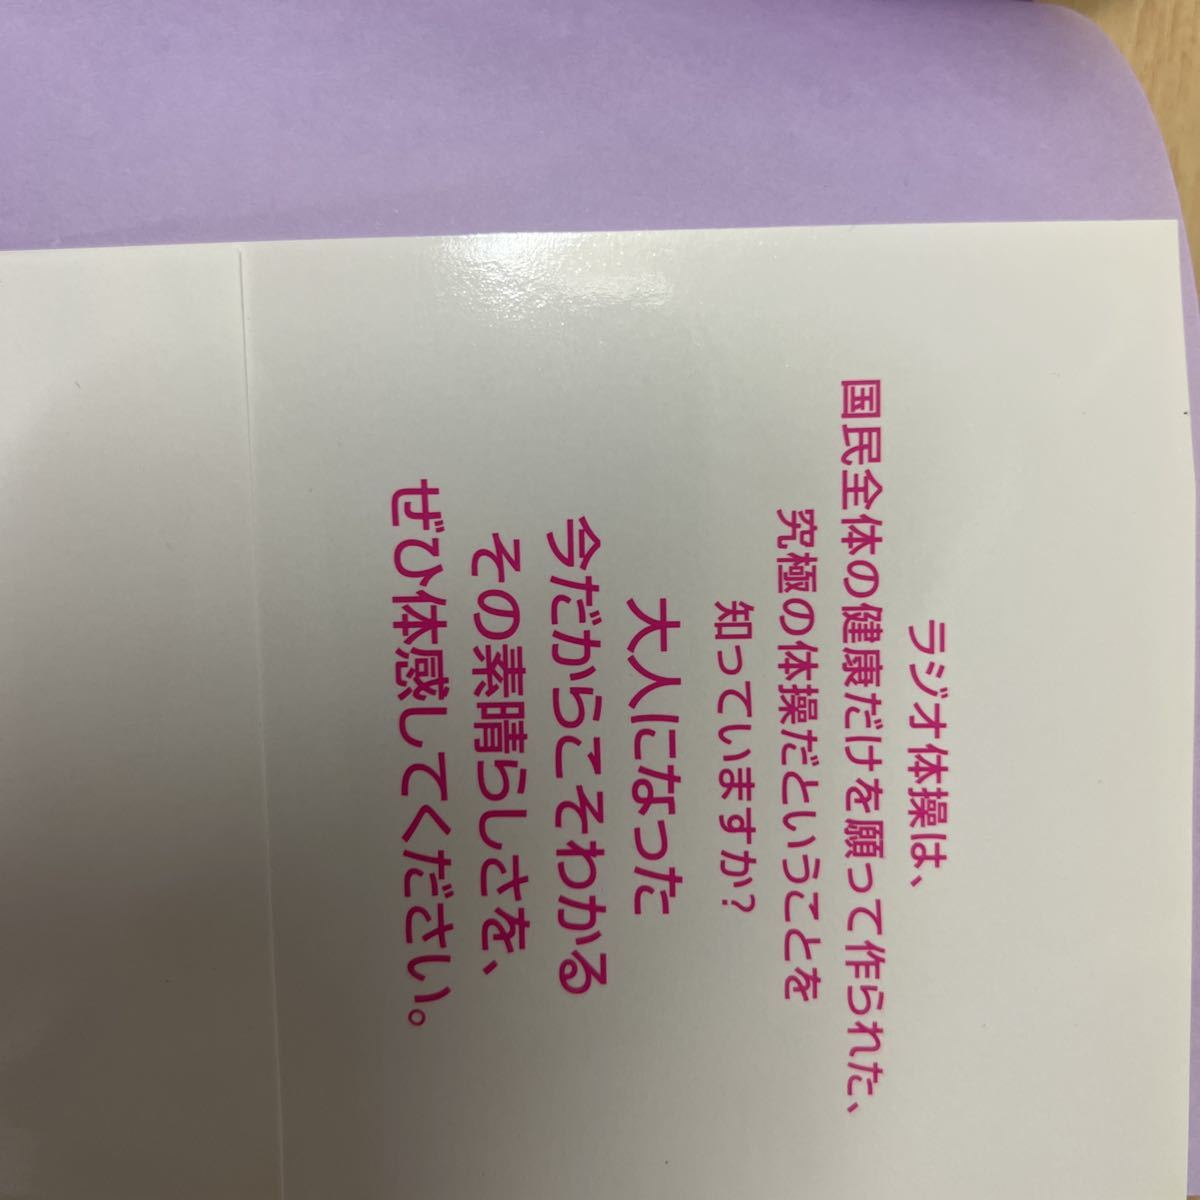 ラジオ体操は、
国民全体の健康だけを願って作られた、
究極の体操だということを
知っていますか？
大人になった
今だからこそわかる
その素晴らしさを、
ぜひ体感してください。